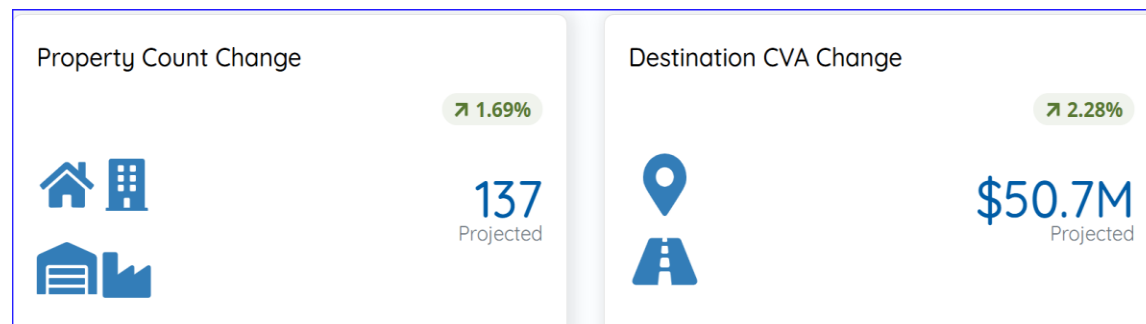 Property Count Change
1.69%
137
Projected
Destination CVA Change
2.28%
$50.7M
Projected